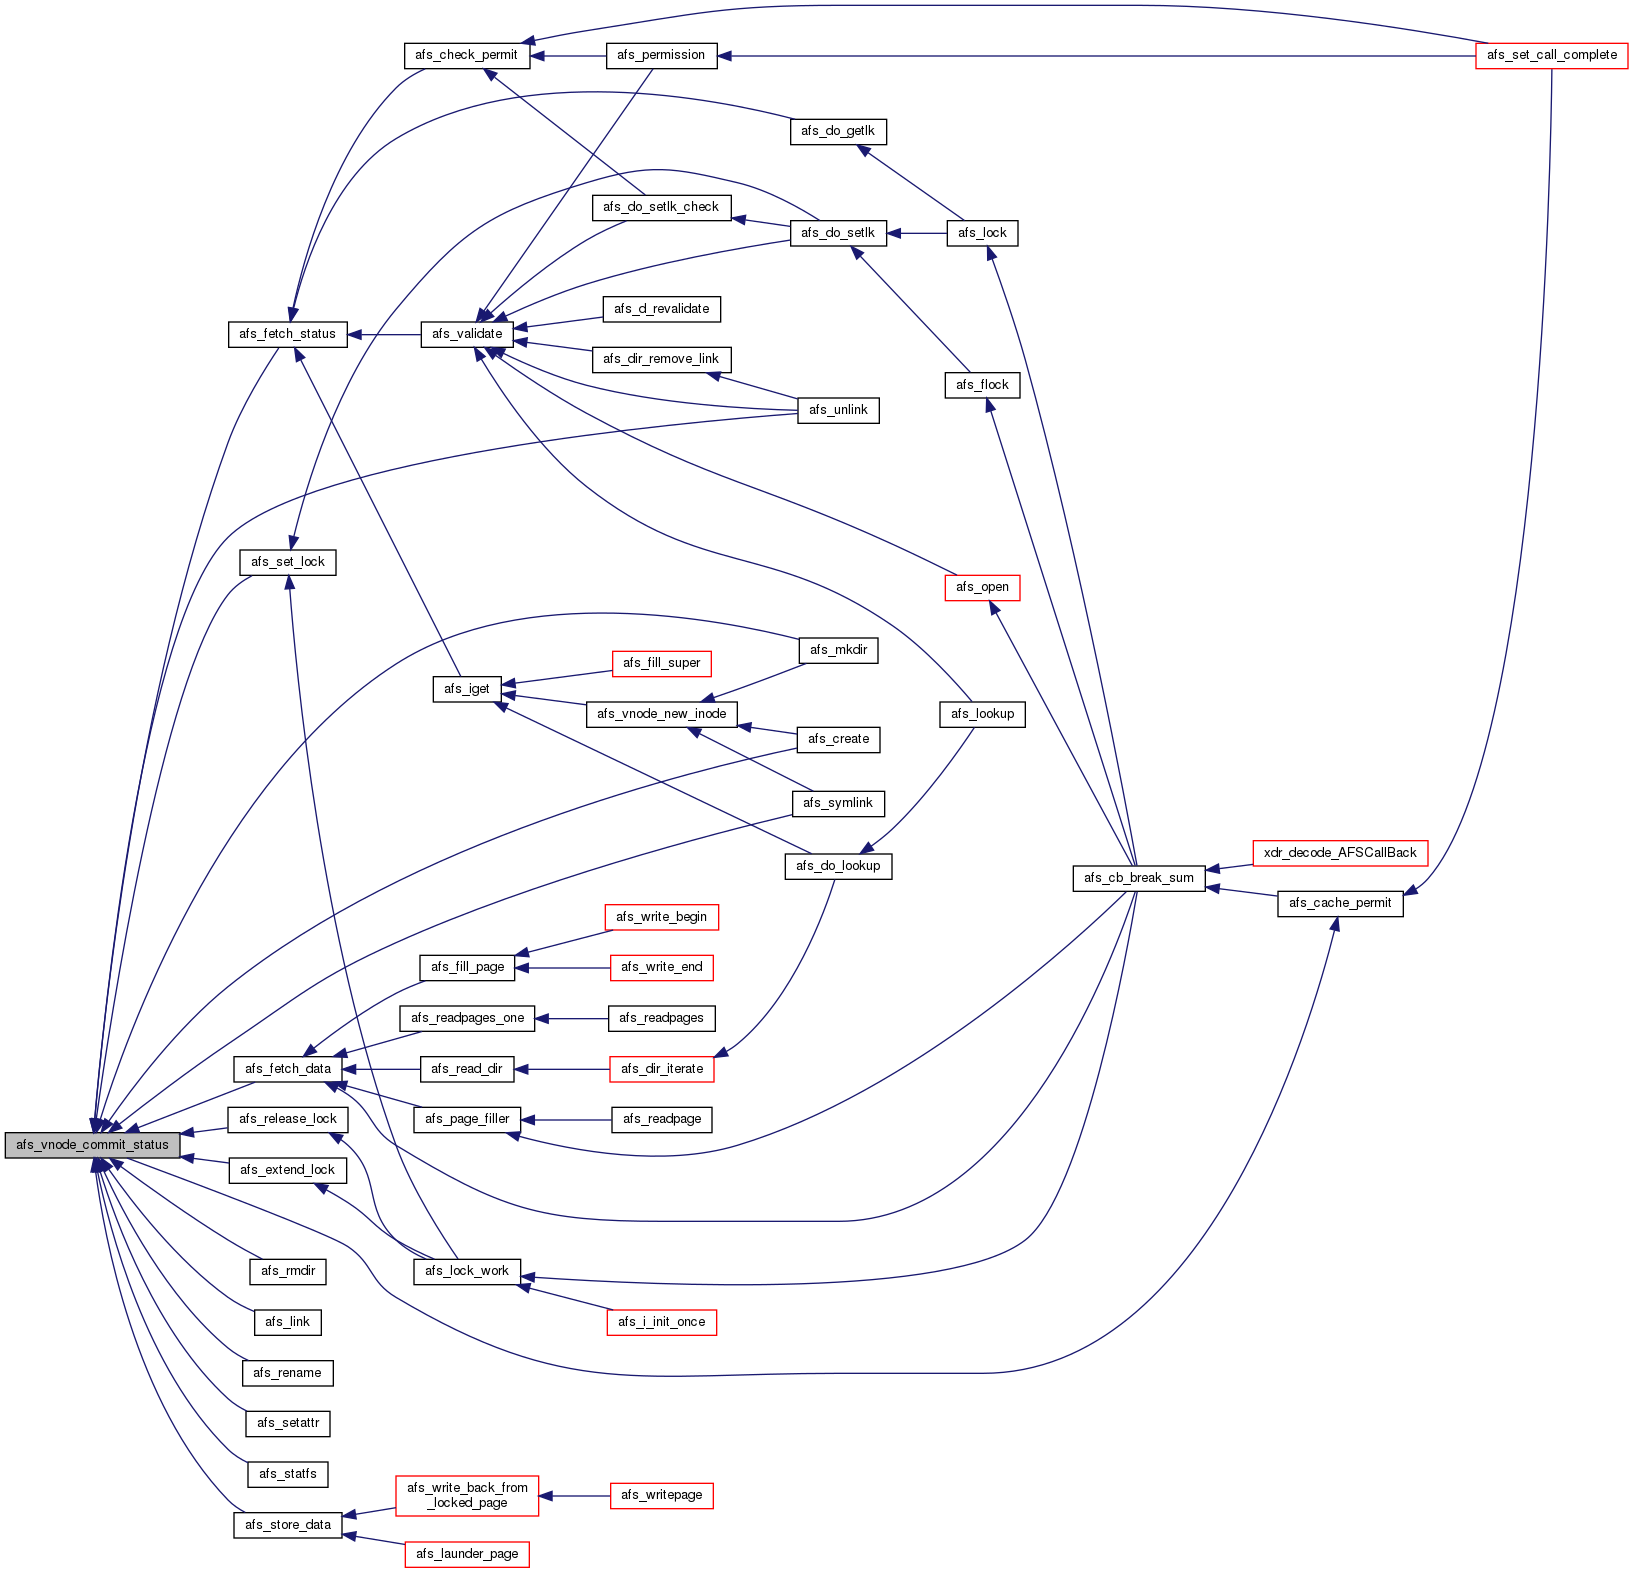 afs_check_permit
afs_permission
afs_set_call_complete
afs_do_getlk
afs_do_setlk_check
afs_do_setlk
afs_lock
afs_d_revalidate
afs_fetch_status
afs_validate
afs_dir_remove_link
afs_flock
afs_unlink
afs_set_lock
afs_open
afs_mkdir
afs_fill_super
afs_iget
afs_vnode_new_inode
afs_lookup
afs_create
afs_symlink
xdr_decode_AFSCallBack
afs_do_lookup
afs_cb_break_sum
afs_cache_permit
afs_write_begin
afs_fill_page
afs_write_end
afs_readpages_one
afs_readpages
afs_fetch_data
afs_read_dir
afs_dir_iterate
afs_release_lock
afs_page_filler
afs_readpage
afs_vnode_commit_status
afs_extend_lock
afs_rmdir
afs_lock_work
afs_link
afs_i_init_once
afs_rename
afs_setattr
afs_statfs
afs_write_back_from
_locked_page
afs_writepage
afs_store_data
afs_launder_page